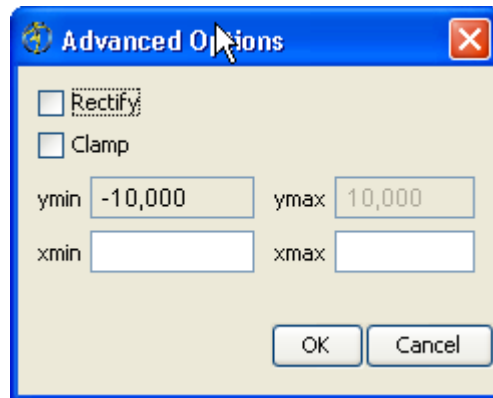 Advanced Options
Rectify
Clamp
ymin -10,000 ymax 10,000
xmin xmax
OK Cancel